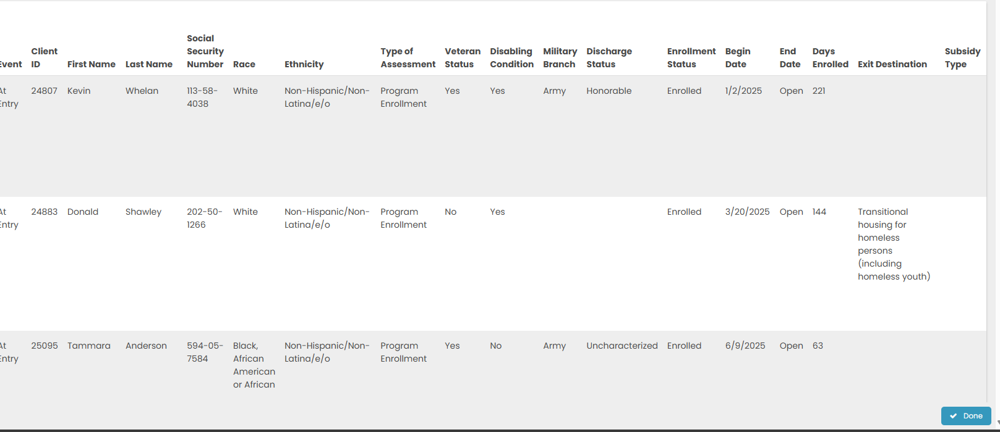 Social
Client Security Type of Veteran Disabling Military Discharge Enrollment Begin End Days Subsidy
Event ID First Name Last Name Number Race Ethnicity Assessment Status Condition Branch Status Status Date Date Enrolled Exit Destination Type
At 24807 Kevin Whelan 113-58- White Non-Hispanic/Non- Program Yes Yes Army Honorable Enrolled 1/2/2025 Open 221
Entry 4038 Latina/e/o Enrollment
At 24883 Donald Shawley 202-50- White Non-Hispanic/Non- Program No Yes Enrolled 3/20/2025 Open 144 Transitional
Entry 1266 Latina/e/o Enrollment housing for
homeless
persons
(including
homeless youth)
At 25095 Tammara Anderson 594-05- Black, Non-Hispanic/Non- Program Yes No Army Uncharacterized Enrolled 6/9/2025 Open 63
Entry 7584 African Latina/e/o Enrollment
American
or African
Done